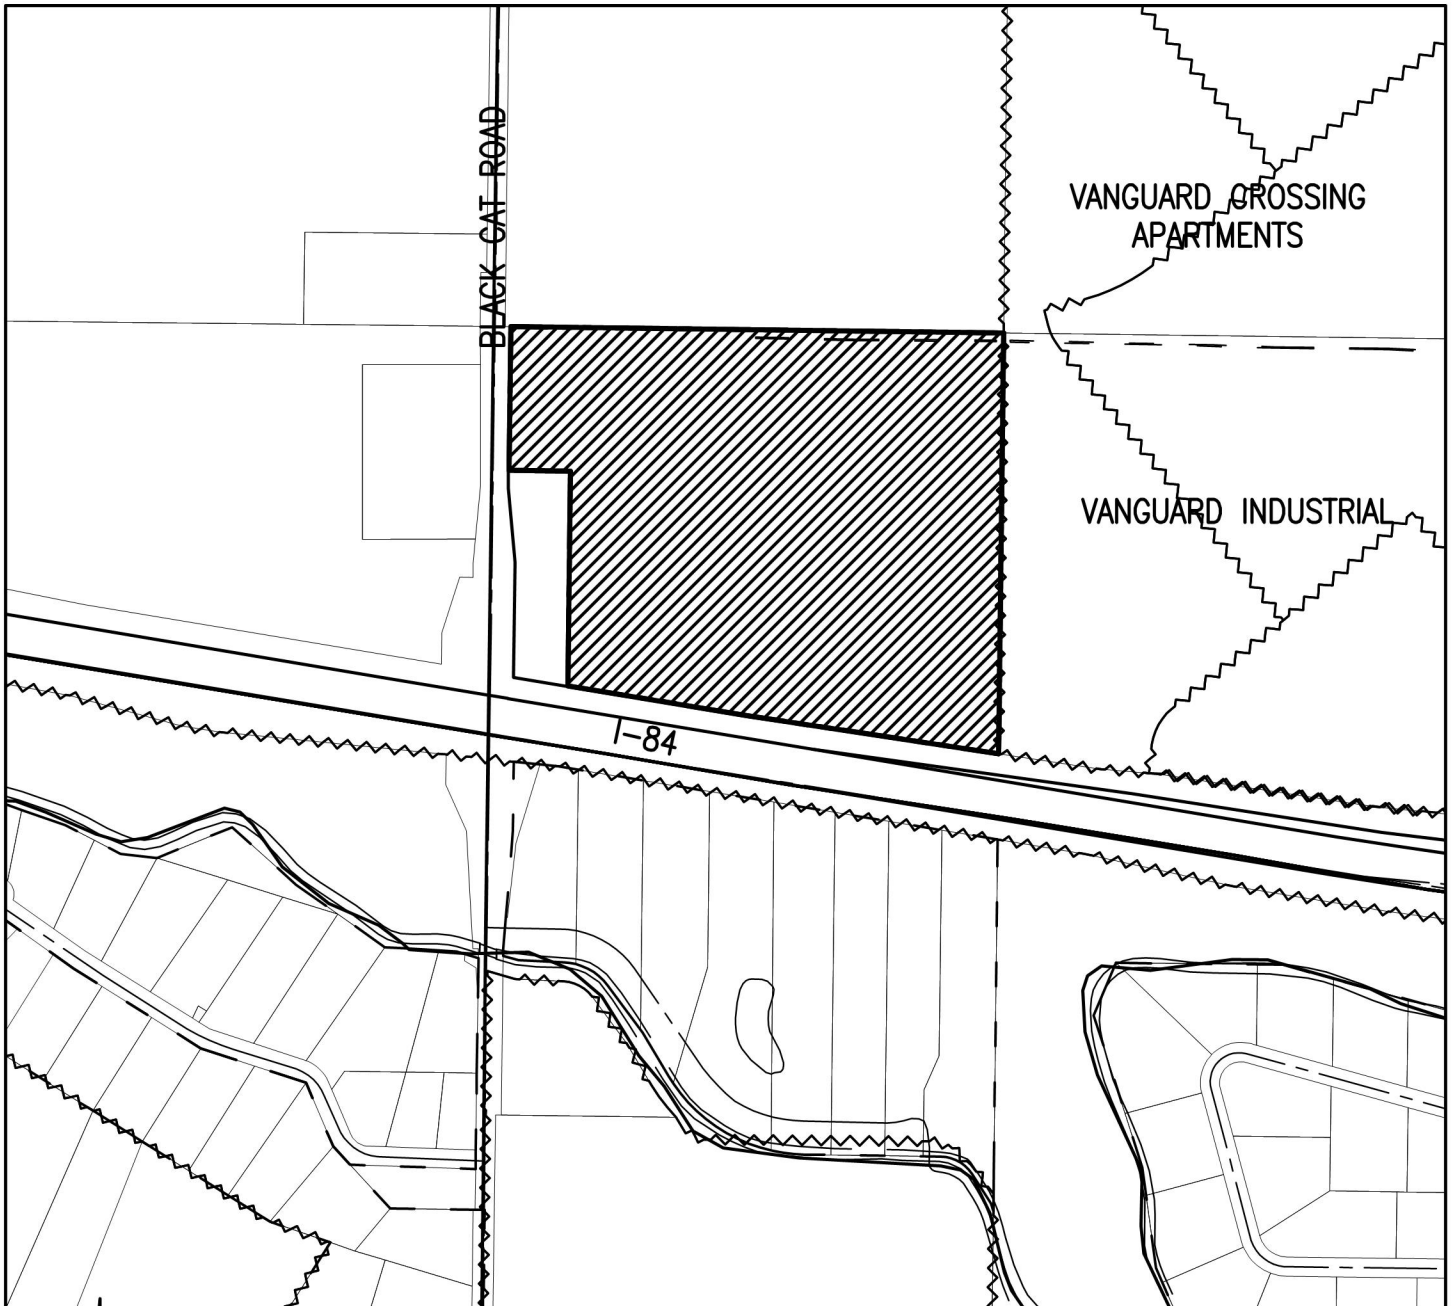 BLACK CAT ROAD
VANGUARD CROSSING
APARTMENTS
VANGUARD INDUSTRIAL
I-84